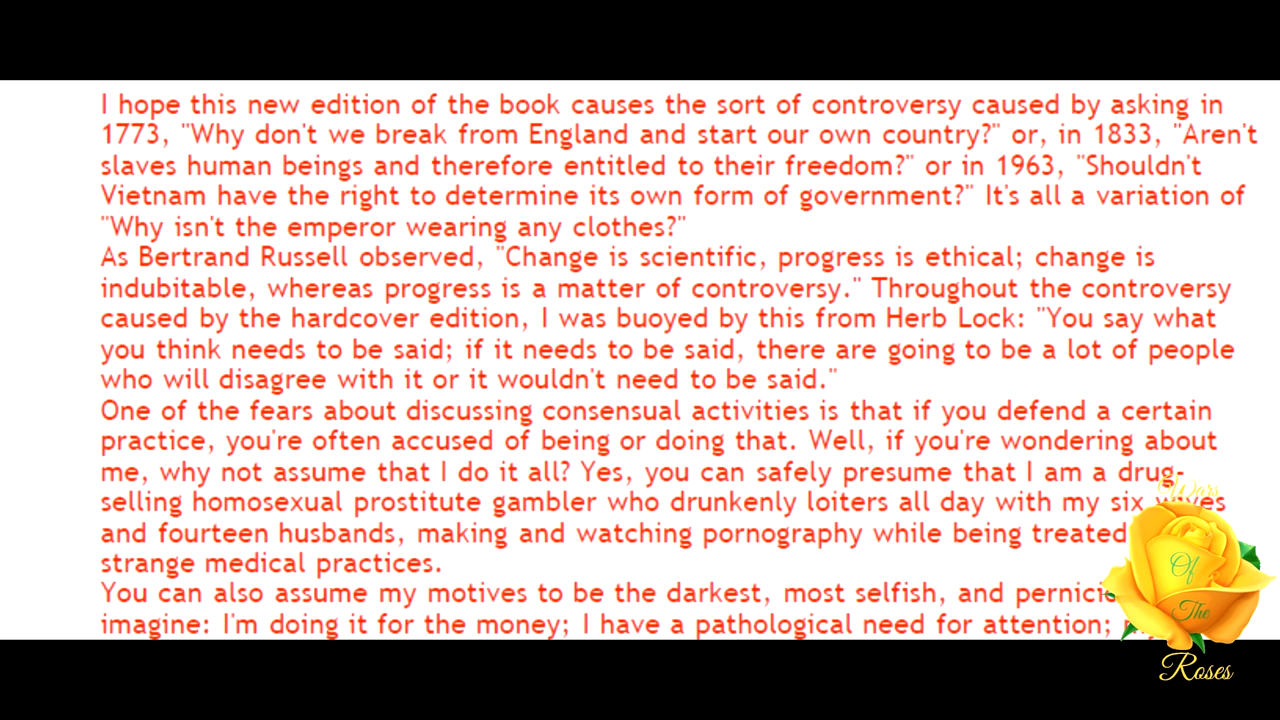 I hope this new edition of the book causes the sort of controversy caused by asking in
1773, "Why don't we break from England and start our own country?" or, in 1833, "Aren't
slaves human beings and therefore entitled to their freedom?" or in 1963, "Shouldn't
Vietnam have the right to determine its own form of government?" It's all a variation of
"Why isn't the emperor wearing any clothes?"
As Bertrand Russell observed, "Change is scientific, progress is ethical; change is
indubitable, whereas progress is a matter of controversy." Throughout the controversy
caused by the hardcover edition, I was buoyed by this from Herb Lock: "You say what
you think needs to be said; if it needs to be said, there are going to be a lot of people
who will disagree with it or it wouldn't need to be said."
One of the fears about discussing consensual activities is that if you defend a certain
practice, you're often accused of being or doing that. Well, if you're wondering about
me, why not assume that I do it all? Yes, you can safely presume that I am a drug-
selling homosexual prostitute gambler who drunkenly loiters all day with my six wives
and fourteen husbands, making and watching pornography while being treated
strange medical practices.
You can also assume my motives to be the darkest, most selfish, and
imagine: I'm doing it for the money; I have a pathological need for attention;
Wars
Of
The
Roses